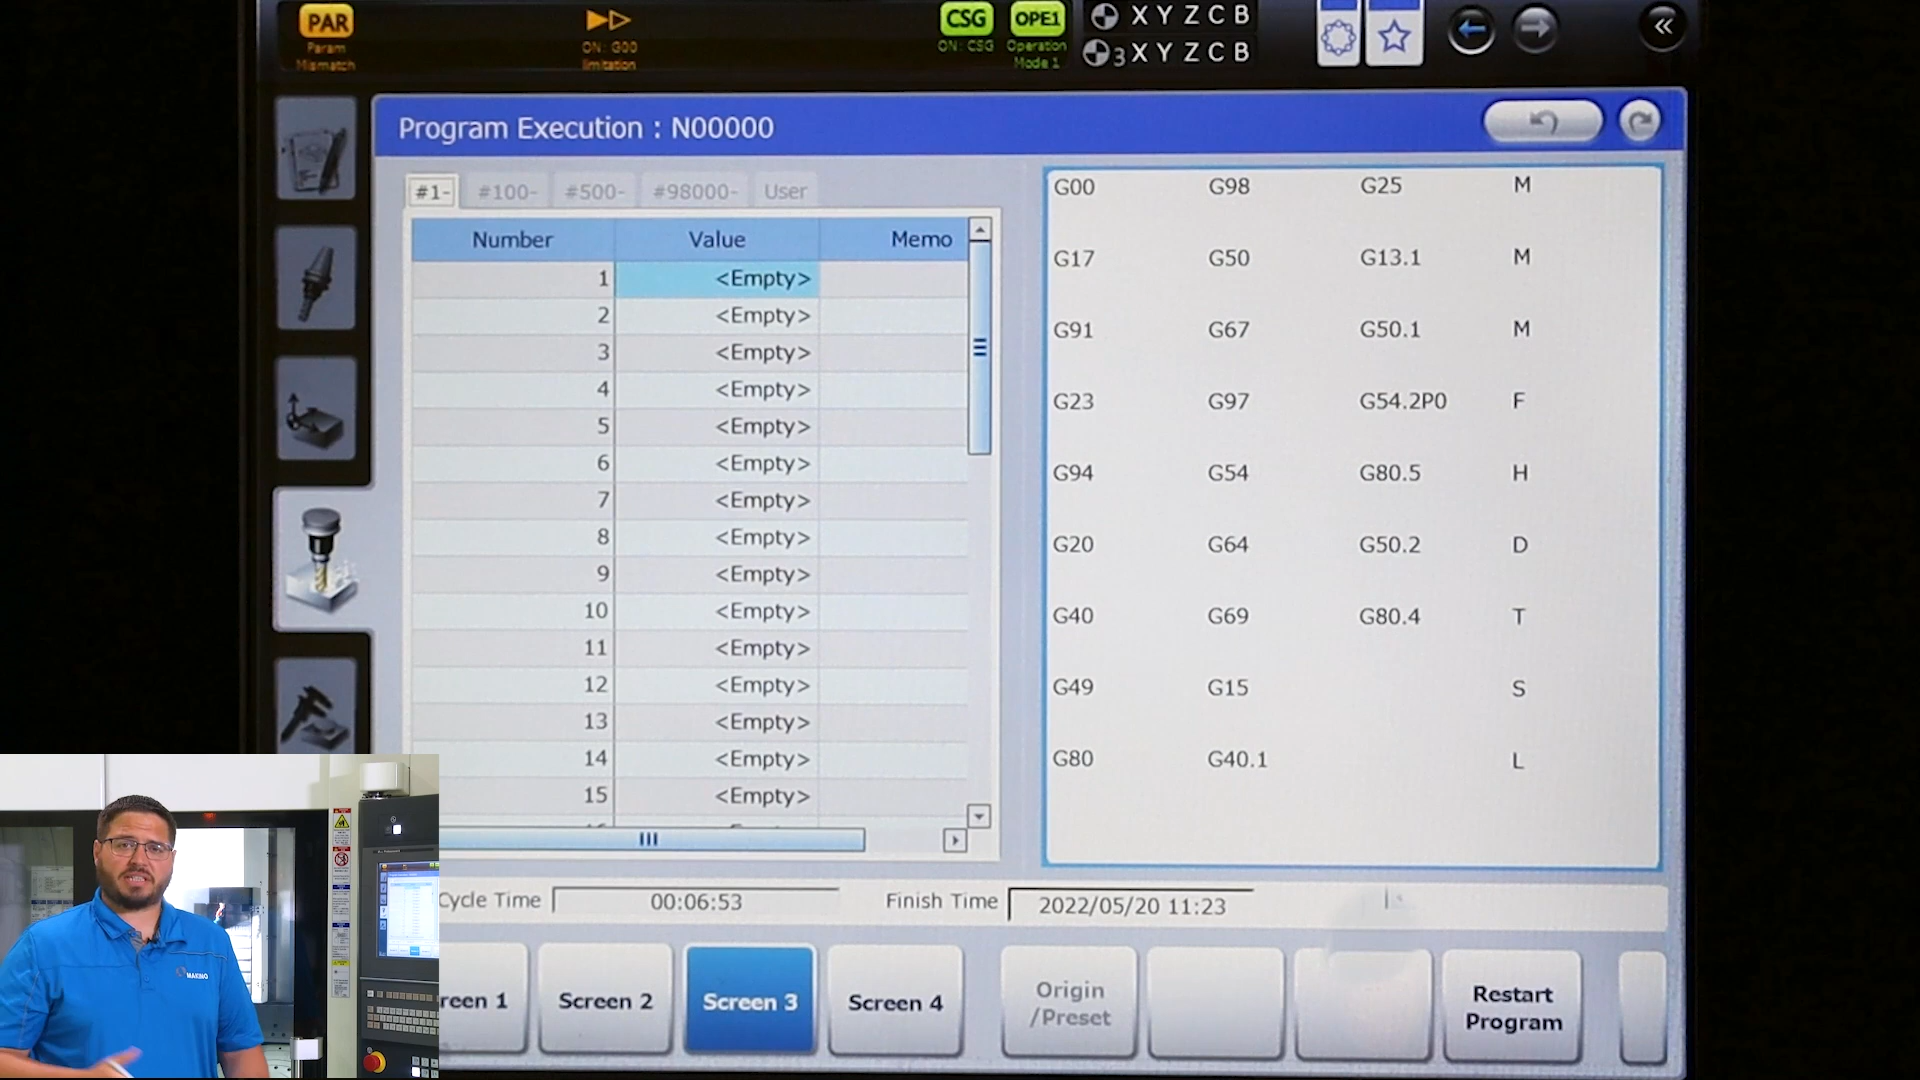 PAR
Param
Mismatch
ON: G00
limitation
CSG
ON: CSG
OPE1
Operation
Mode 1
X Y Z C B
3 X Y Z C B
Program Execution : N00000
#1- #100- #500- #98000- User
Number Value Memo
1 <Empty>
2 <Empty>
3 <Empty>
4 <Empty>
5 <Empty>
6 <Empty>
7 <Empty>
8 <Empty>
9 <Empty>
10 <Empty>
11 <Empty>
12 <Empty>
13 <Empty>
14 <Empty>
15 <Empty>
G00 G98 G25 M
G17 G50 G13.1 M
G91 G67 G50.1 M
G23 G97 G54.2P0 F
G94 G54 G80.5 H
G20 G64 G50.2 D
G40 G69 G80.4 T
G49 G15 S
G80 G40.1 L
Cycle Time 00:06:53 Finish Time 2022/05/20 11:23
reen 1
Screen 2
Screen 3
Screen 4
Origin
/Preset
Restart
Program
MAKINO